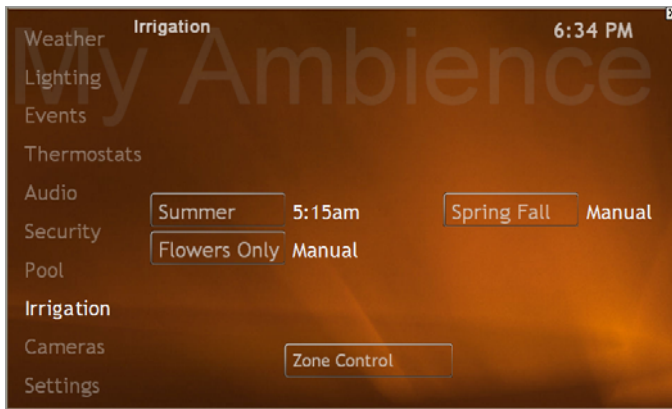 Irrigation
6:34 PM
My Ambience
Weather
Lighting
Events
Thermostats
Audio
Security
Pool
Irrigation
Cameras
Settings
Summer 5:15am Spring Fall Manual
Flowers Only Manual
Zone Control